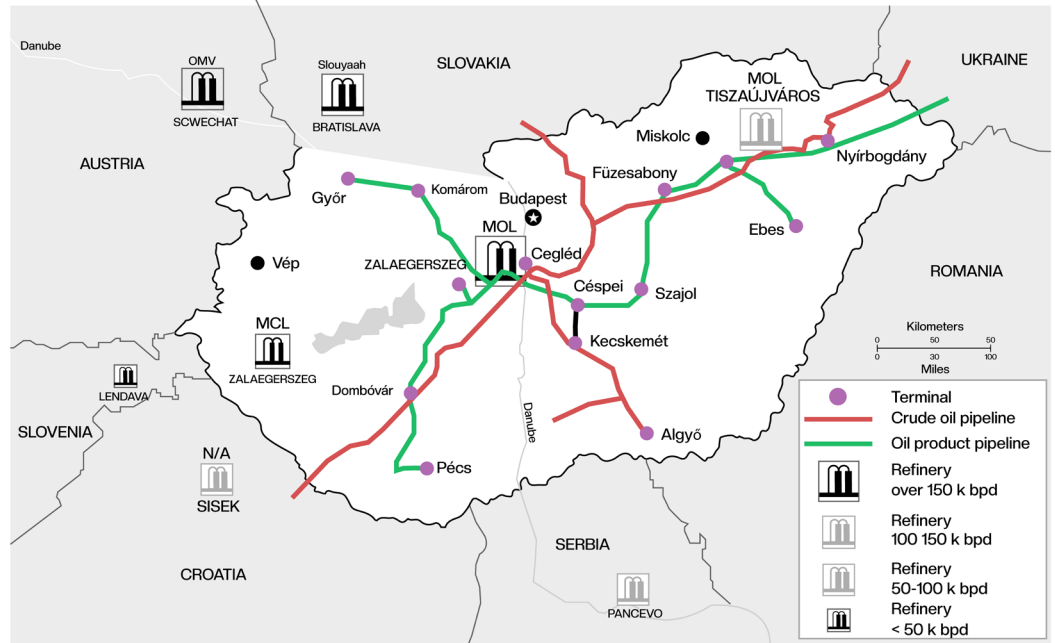 Danube
OMV
SCWECHAT
Slouyaah
BRATISLAVA
SLOVAKIA
UKRAINE
MOL
TISZAÚJVÁROS
AUSTRIA
Miskolc
Nyírbogdány
Füzesabony
Győr
Komárom
Budapest
MOL
Ebes
Cegléd
Vép
ZALAEGERSZEG
ROMANIA
Céspei
Szajol
MCL
ZALAEGERSZEG
Kecskemét
Kilometers
0 50 100
0 30 60
Miles
LENDAVA
Dombóvár
Danube
SLOVENIA
Algyő
N/A
SISEK
Pécs
SERBIA
CROATIA
PANCEVO
Terminal
Crude oil pipeline
Oil product pipeline
Refinery
over 150 k bpd
Refinery
100 150 k bpd
Refinery
50-100 k bpd
Refinery
< 50 k bpd